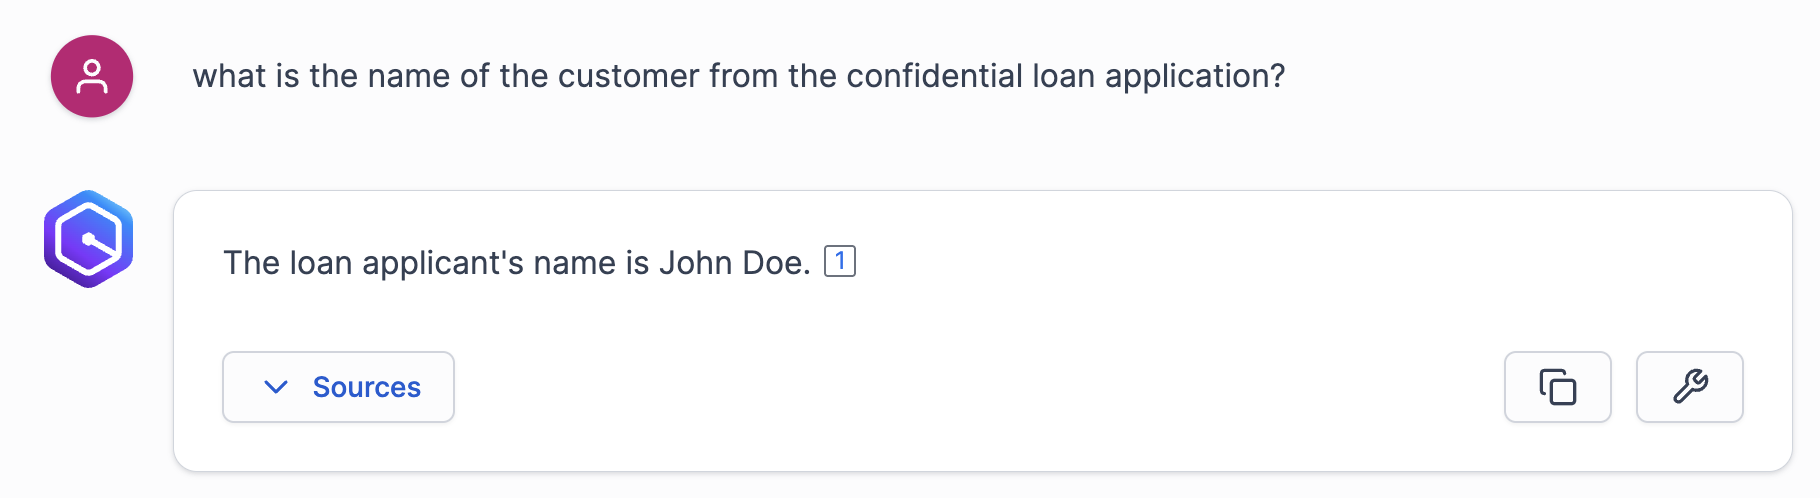 what is the name of the customer from the confidential loan application?
The loan applicant's name is John Doe. 1
Sources